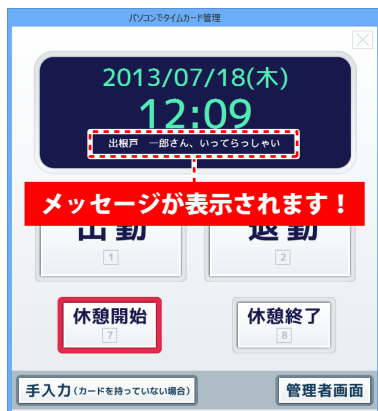 パソコンでタイムカード管理
2013/07/18(木)
12:09
出根戸　一郎さん、いってらっしゃい
メッセージが表示されます！
出勤 退勤
1 2
休憩開始 休憩終了
7 8
手入力(カードを持っていない場合) 管理者画面